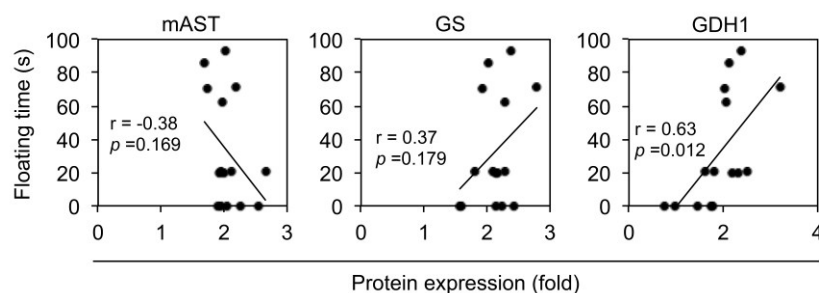 mAST GS GDH1
Floating time (s)
100 100 100
80 80 80
60 60 60
40 40 40
20 20 20
0 0 0
r = -0.38
p =0.169
r = 0.37
p =0.179
r = 0.63
p =0.012
0 1 2 3 0 1 2 3 0 2 4
Protein expression (fold)